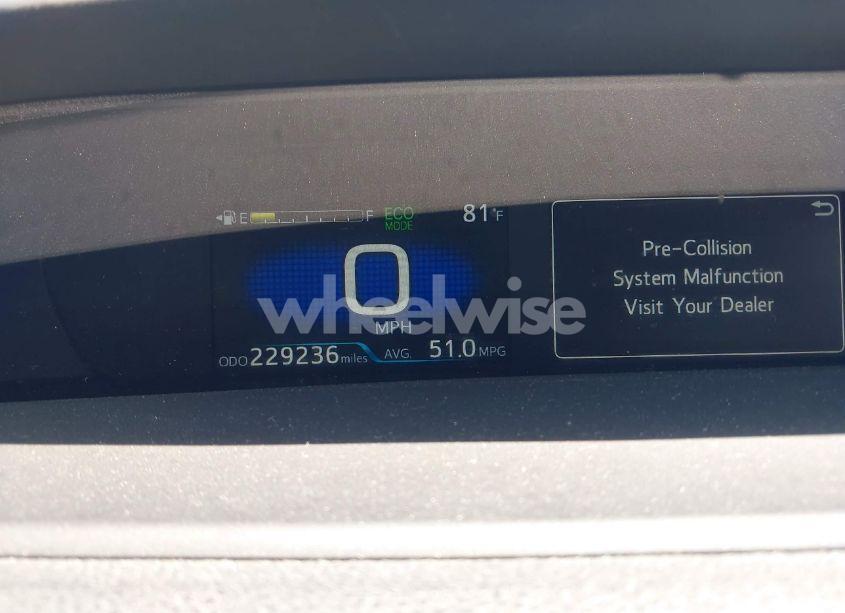 E F ECO MODE 81°F
0
MPH
ODO 229236 miles AVG. 51.0 MPG
Pre-Collision
System Malfunction
Visit Your Dealer
wheelwise